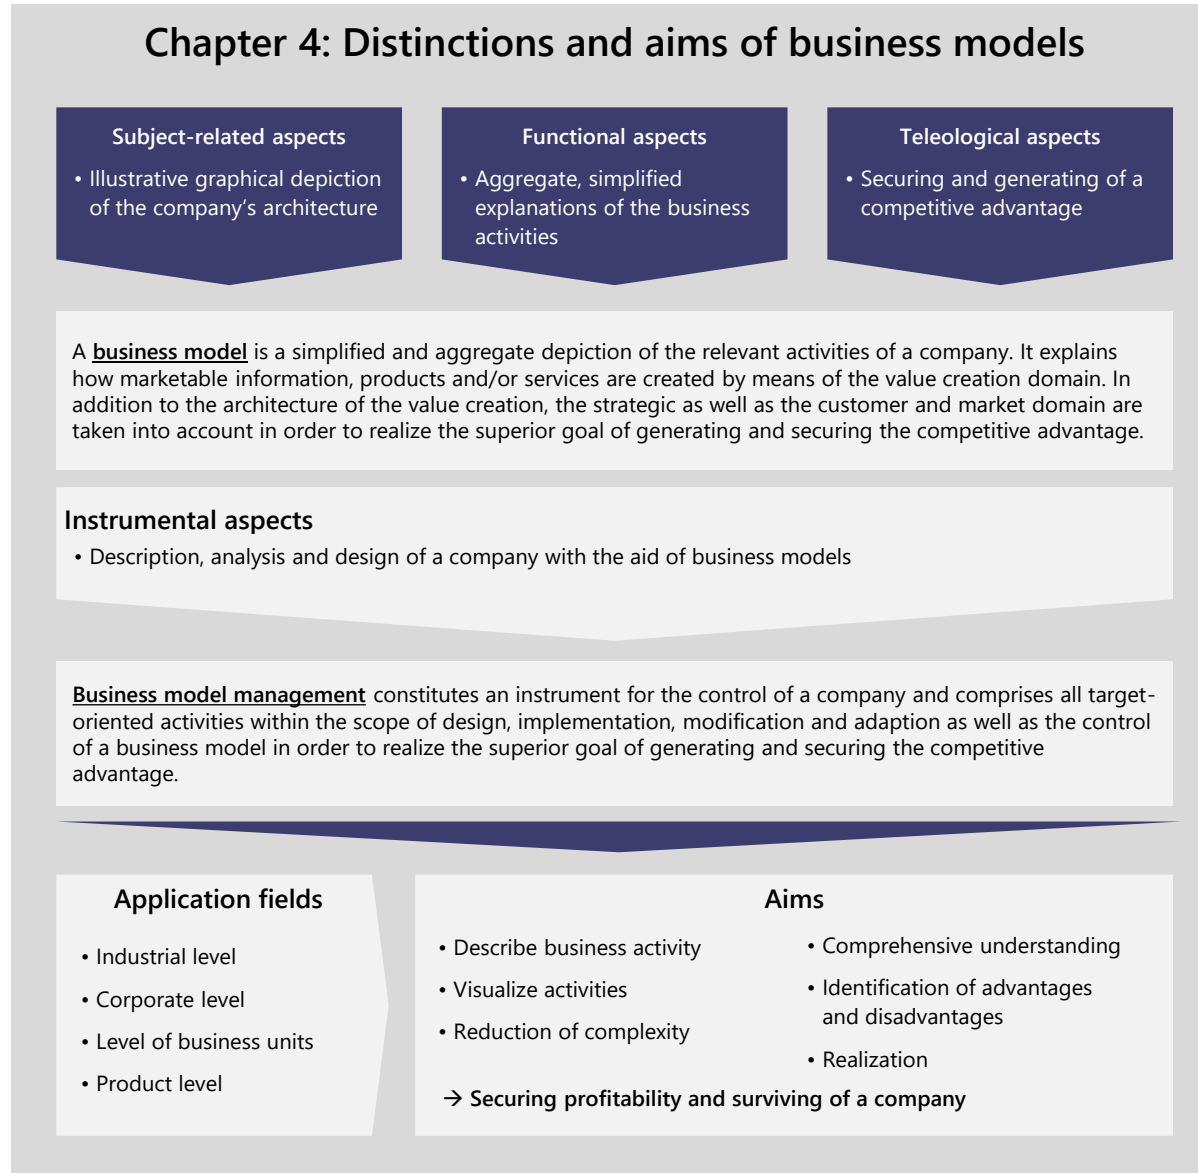 Chapter 4: Distinctions and aims of business models
Subject-related aspects
• Illustrative graphical depiction
of the company‘s architecture
Functional aspects
• Aggregate, simplified
explanations of the business
activities
Teleological aspects
• Securing and generating of a
competitive advantage
A business model is a simplified and aggregate depiction of the relevant activities of a company. It explains
how marketable information, products and/or services are created by means of the value creation domain. In
addition to the architecture of the value creation, the strategic as well as the customer and market domain are
taken into account in order to realize the superior goal of generating and securing the competitive advantage.
Instrumental aspects
• Description, analysis and design of a company with the aid of business models
Business model management constitutes an instrument for the control of a company and comprises all target-
oriented activities within the scope of design, implementation, modification and adaption as well as the control
of a business model in order to realize the superior goal of generating and securing the competitive
advantage.
Application fields
• Industrial level
• Corporate level
• Level of business units
• Product level
Aims
• Describe business activity
• Visualize activities
• Reduction of complexity
• Comprehensive understanding
• Identification of advantages
and disadvantages
• Realization
→ Securing profitability and surviving of a company